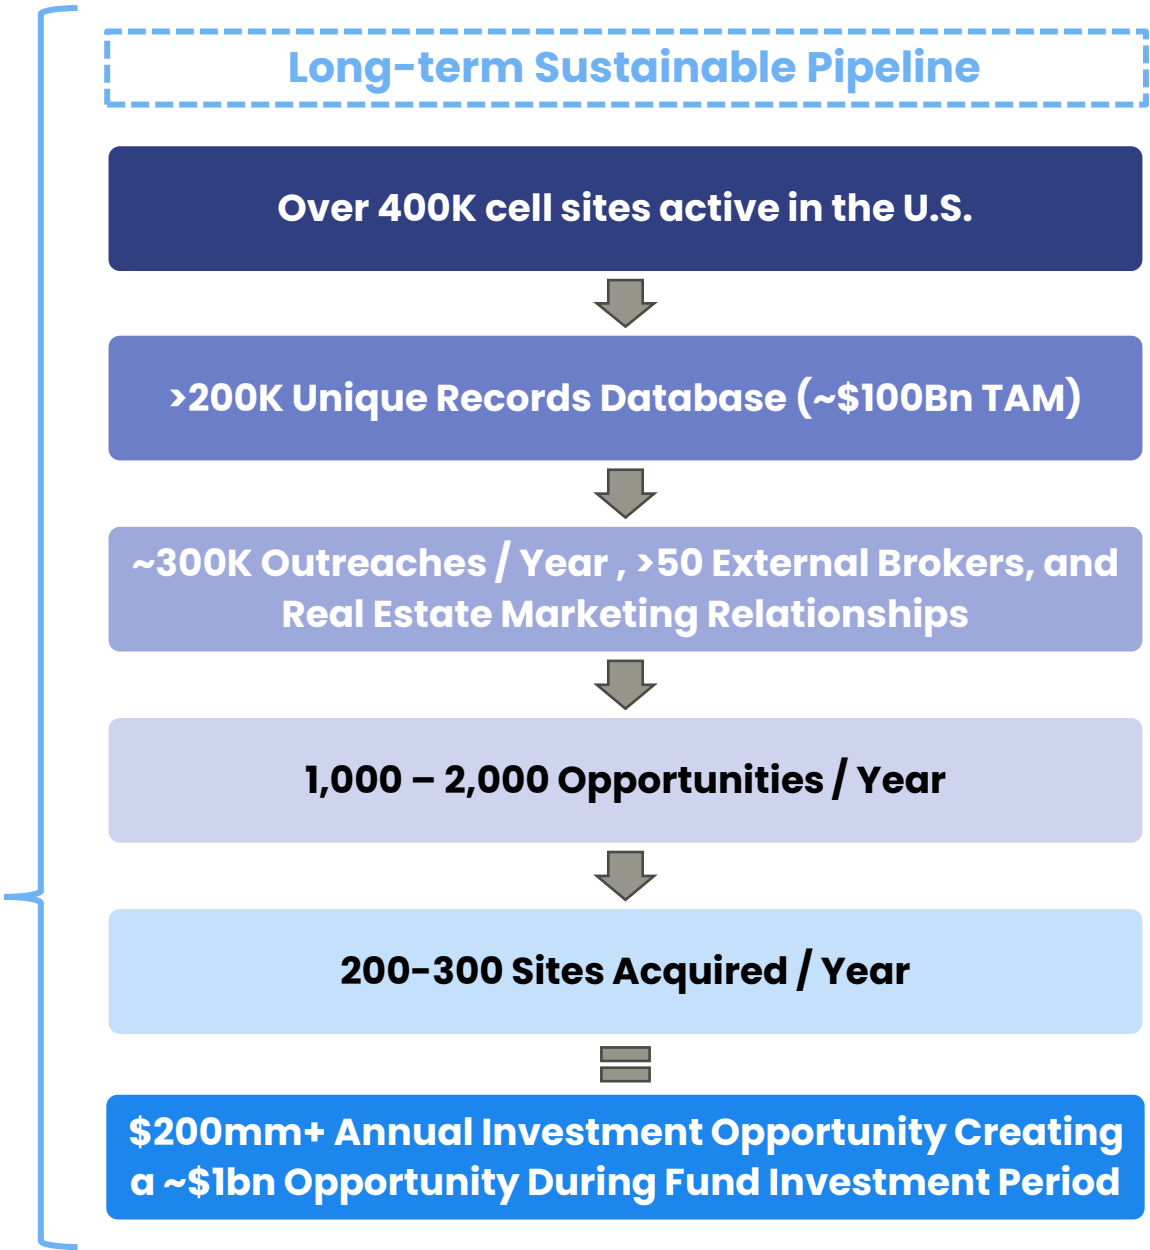 Long-term Sustainable Pipeline
Over 400K cell sites active in the U.S.
>200K Unique Records Database (~$100Bn TAM)
~300K Outreaches / Year , >50 External Brokers, and
Real Estate Marketing Relationships
1,000 – 2,000 Opportunities / Year
200-300 Sites Acquired / Year
$200mm+ Annual Investment Opportunity Creating
a ~$1bn Opportunity During Fund Investment Period